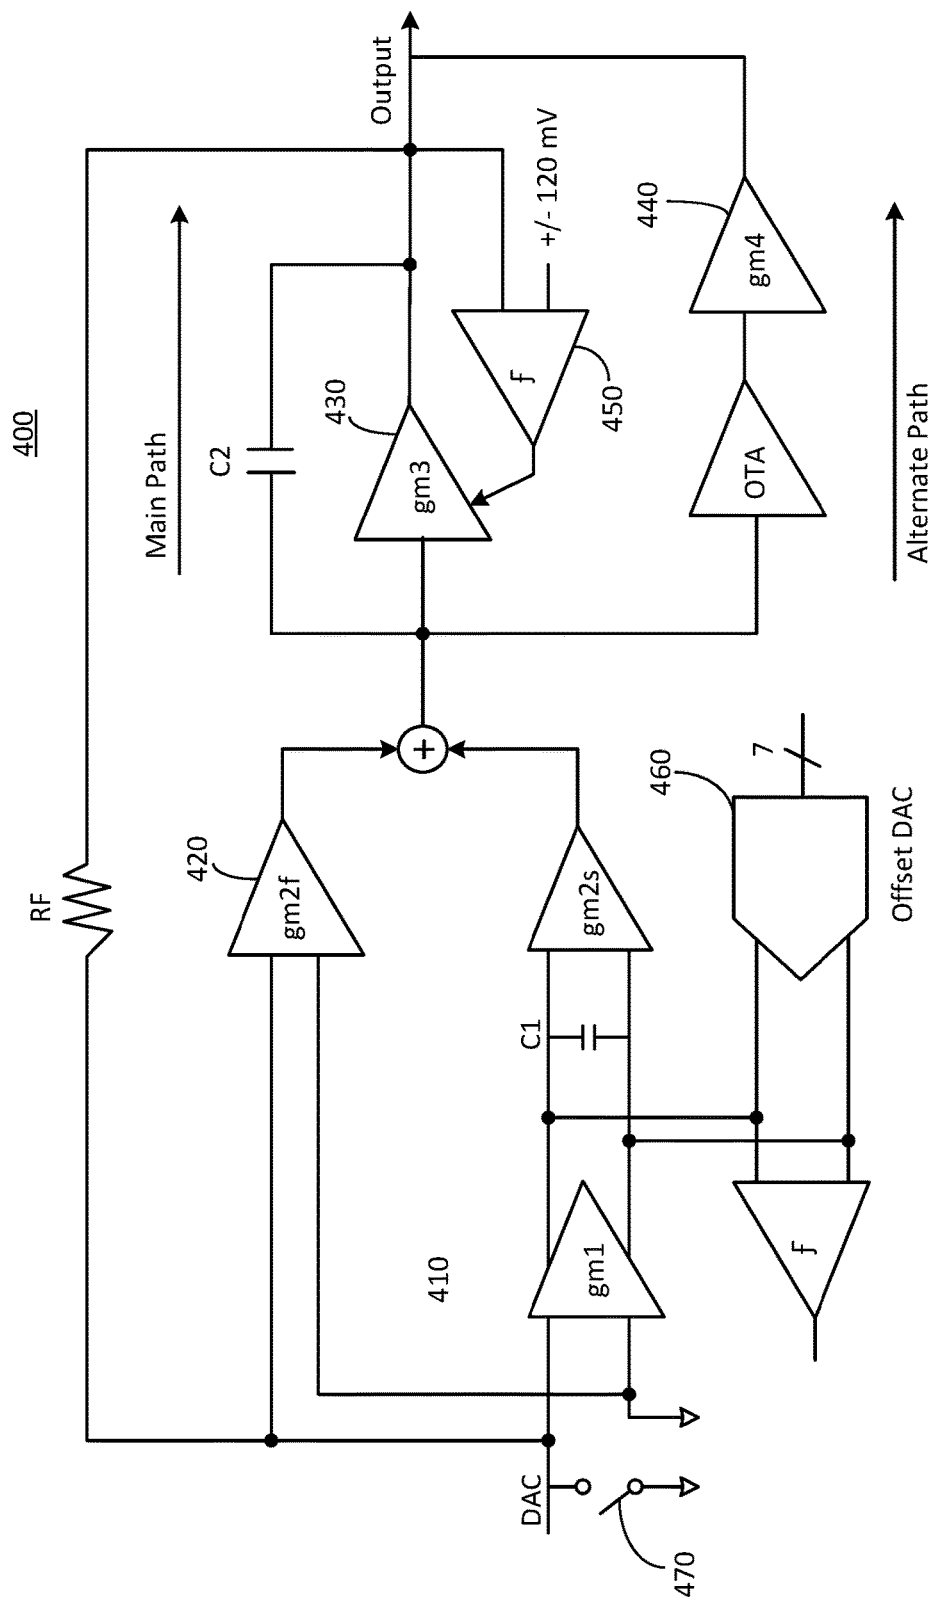 400
RF
Main Path
Output
C2
430
gm3
+/- 120 mV
ƒ
450
440
gm4
OTA
Alternate Path
420
gm2f
+
gm2s
C1
410
gm1
DAC
470
460
7
Offset DAC
ƒ